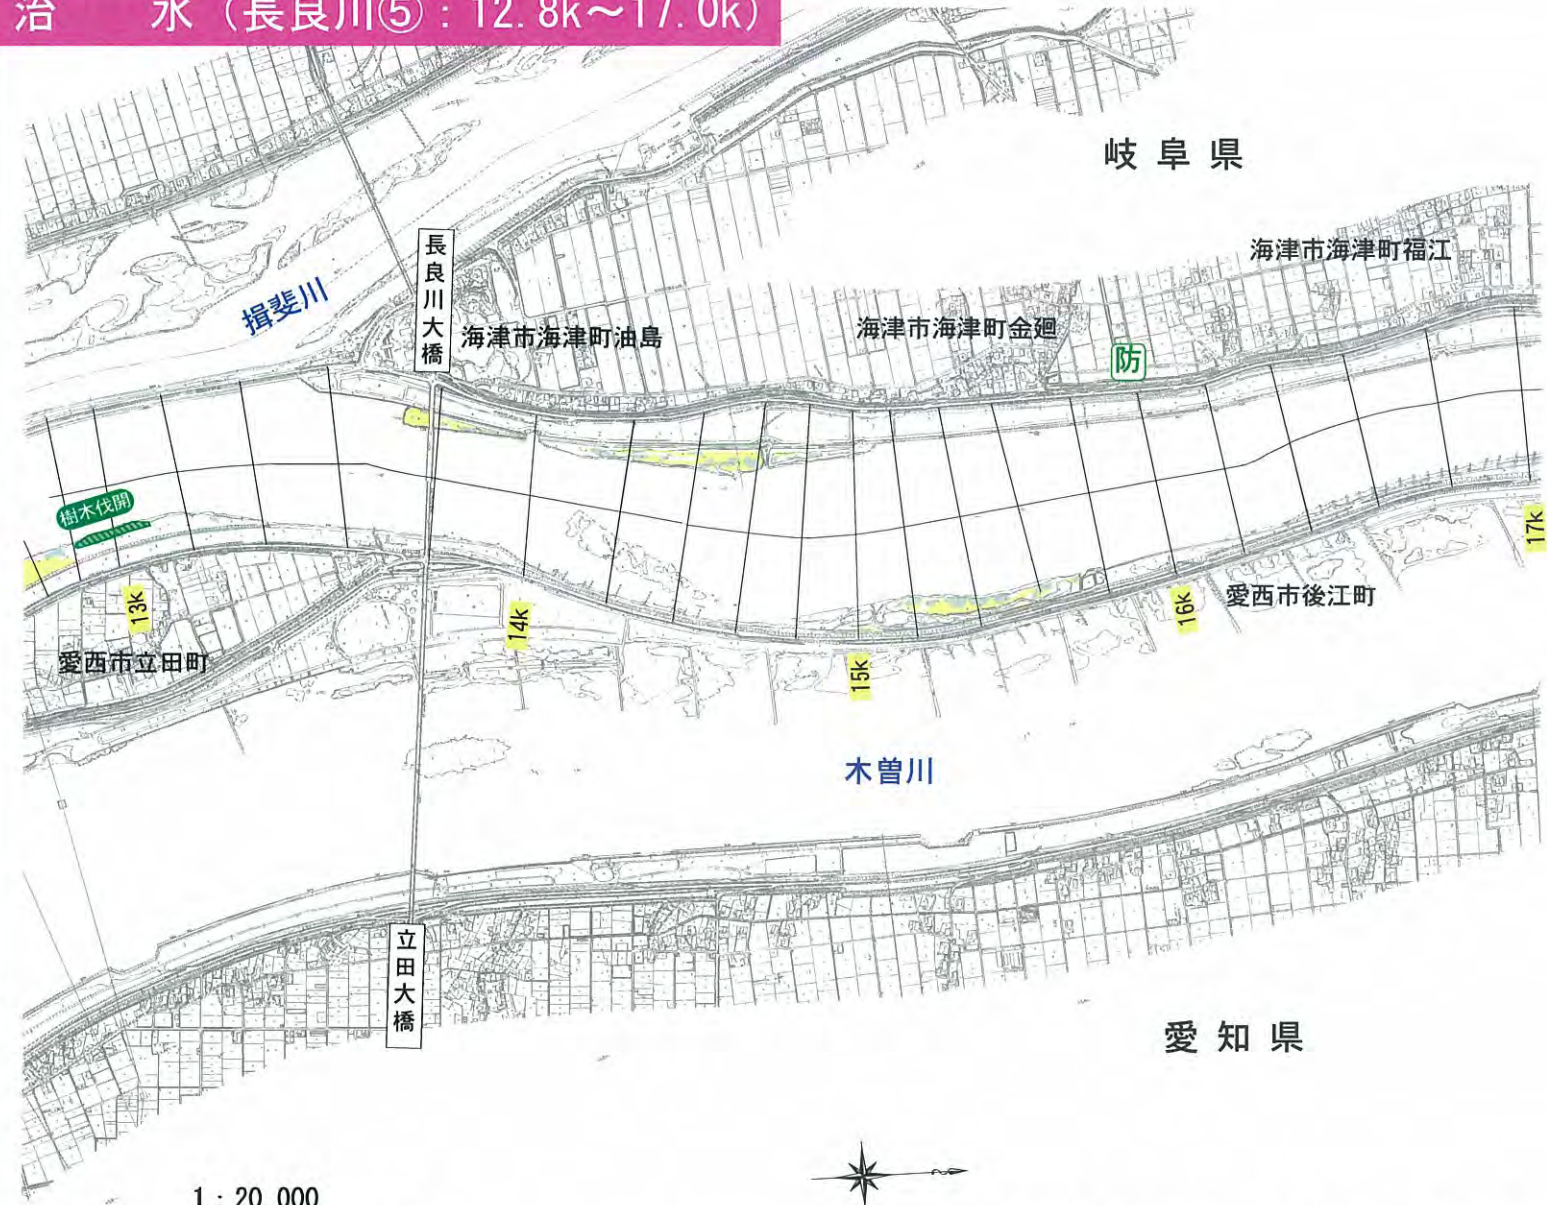 治　水（長良川⑤：12.8k～17.0k）
岐阜県
海津市海津町福江
長良川大橋
揖斐川
海津市海津町油島
海津市海津町金廻
防
樹木伐開
13k
14k
15k
16k
17k
愛西市後江町
愛西市立田町
木曽川
立田大橋
愛知県
1：20,000